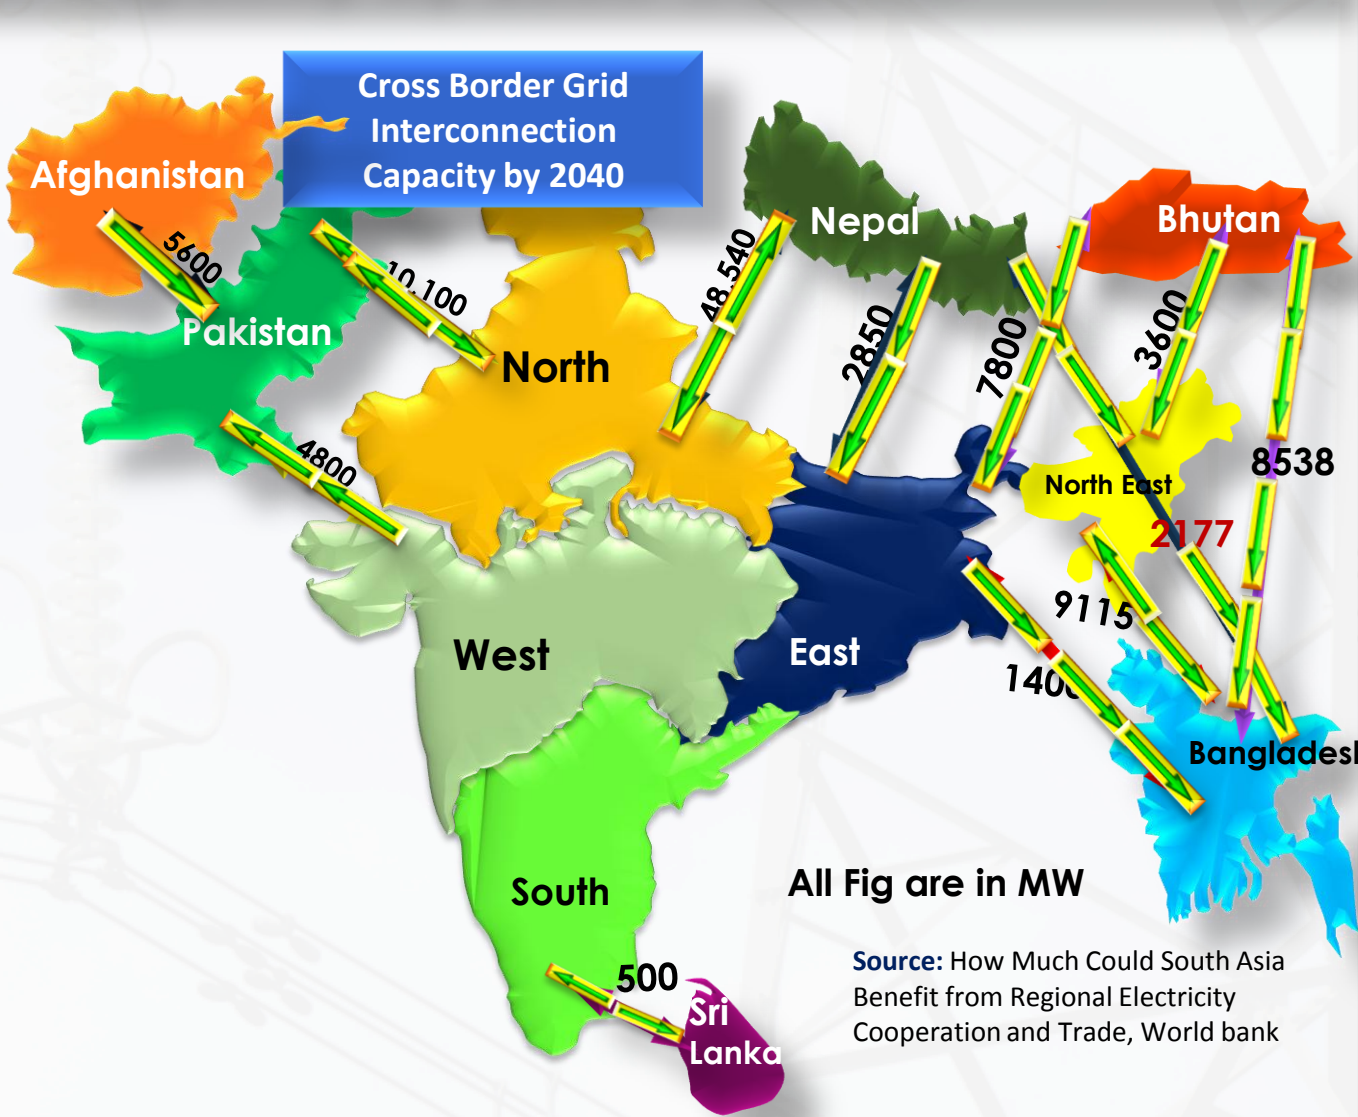 Cross Border Grid
Interconnection
Capacity by 2040
Afghanistan
5600
Pakistan
10,100
4800
North
48,540
Nepal
2850
7800
Bhutan
3600
8538
North East
2177
9115
West
East
1400
Bangladesh
South
500
Sri
Lanka
All Fig are in MW
Source: How Much Could South Asia
Benefit from Regional Electricity
Cooperation and Trade, World bank